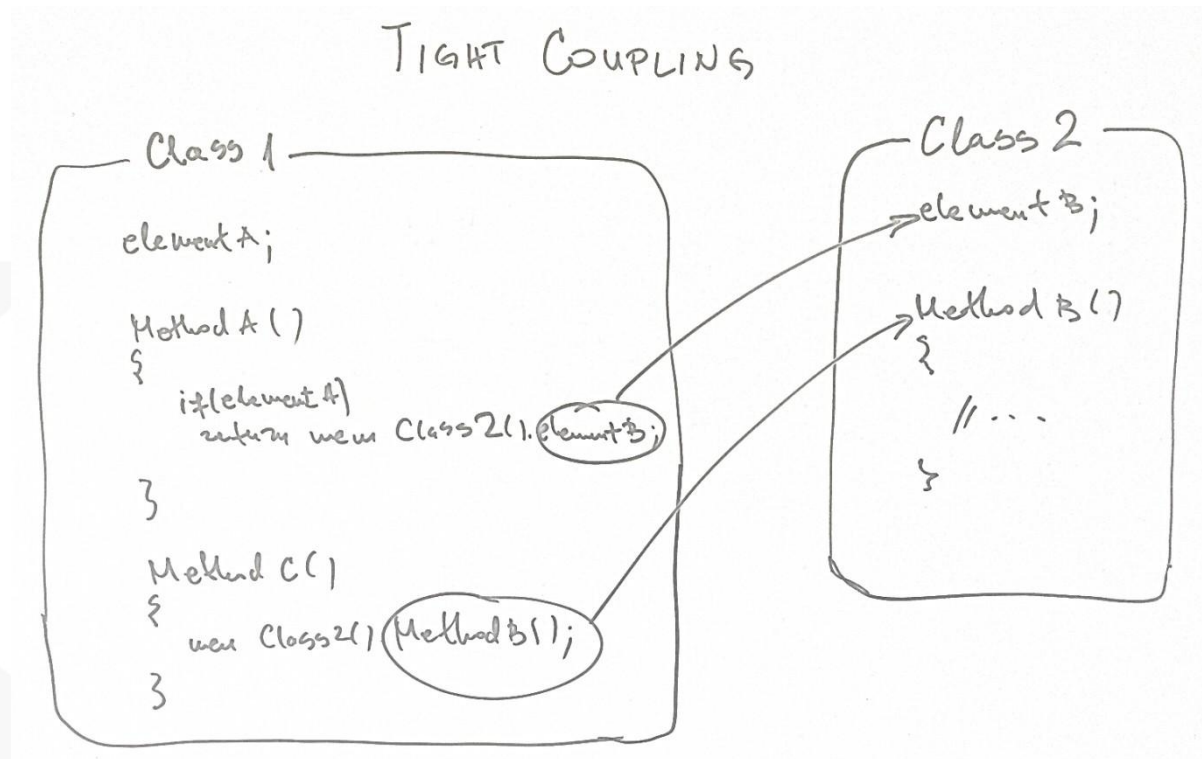 TIGHT COUPLING
Class 1
elementA;
MethodA()
{
if(elementA)
return new Class2().elementB;
}
MethodC()
{
new Class2().MethodB();
}
Class 2
elementB;
MethodB()
{
// ...
}